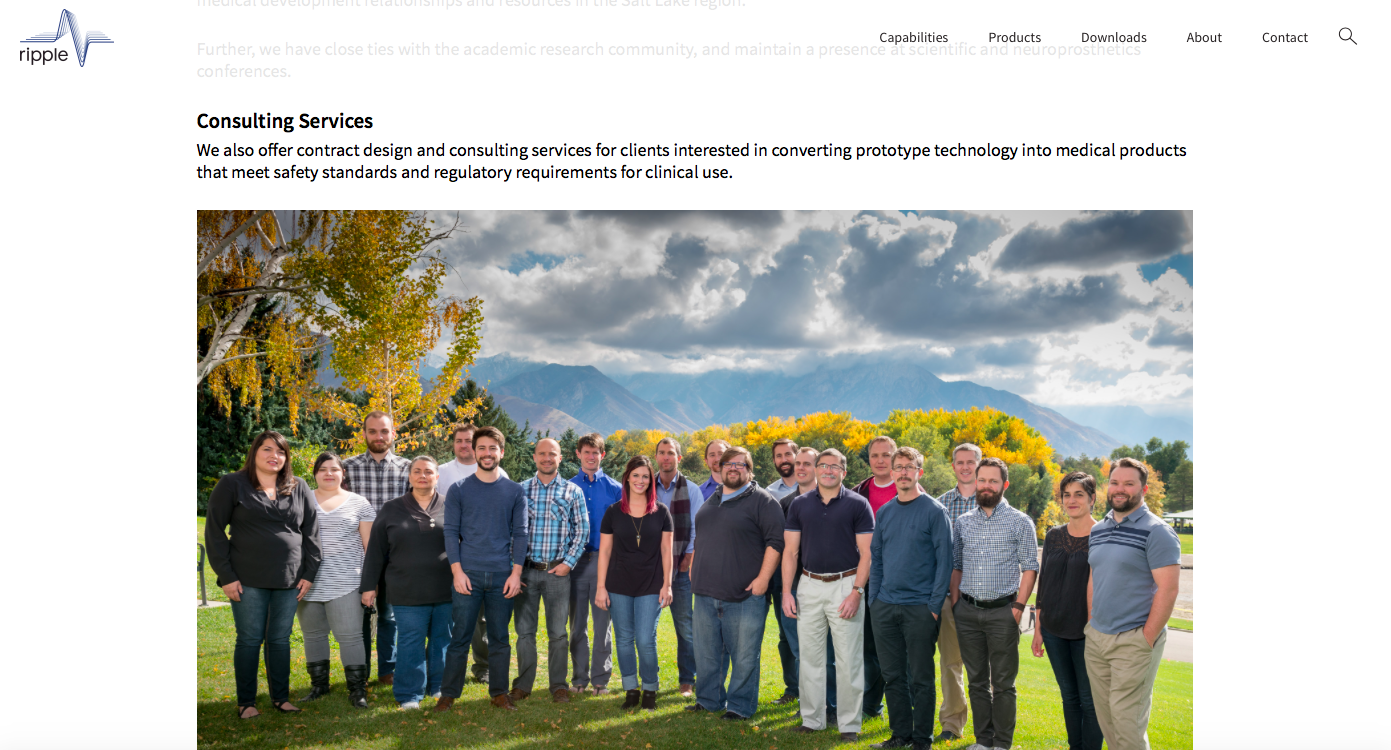 medical development relationships and resources in the Salt Lake region.
ripple
Capabilities
Products
Downloads
About
Contact
Further, we have close ties with the academic research community, and maintain a presence at scientific and neuroprosthetics
conferences.
Consulting Services
We also offer contract design and consulting services for clients interested in converting prototype technology into medical products
that meet safety standards and regulatory requirements for clinical use.